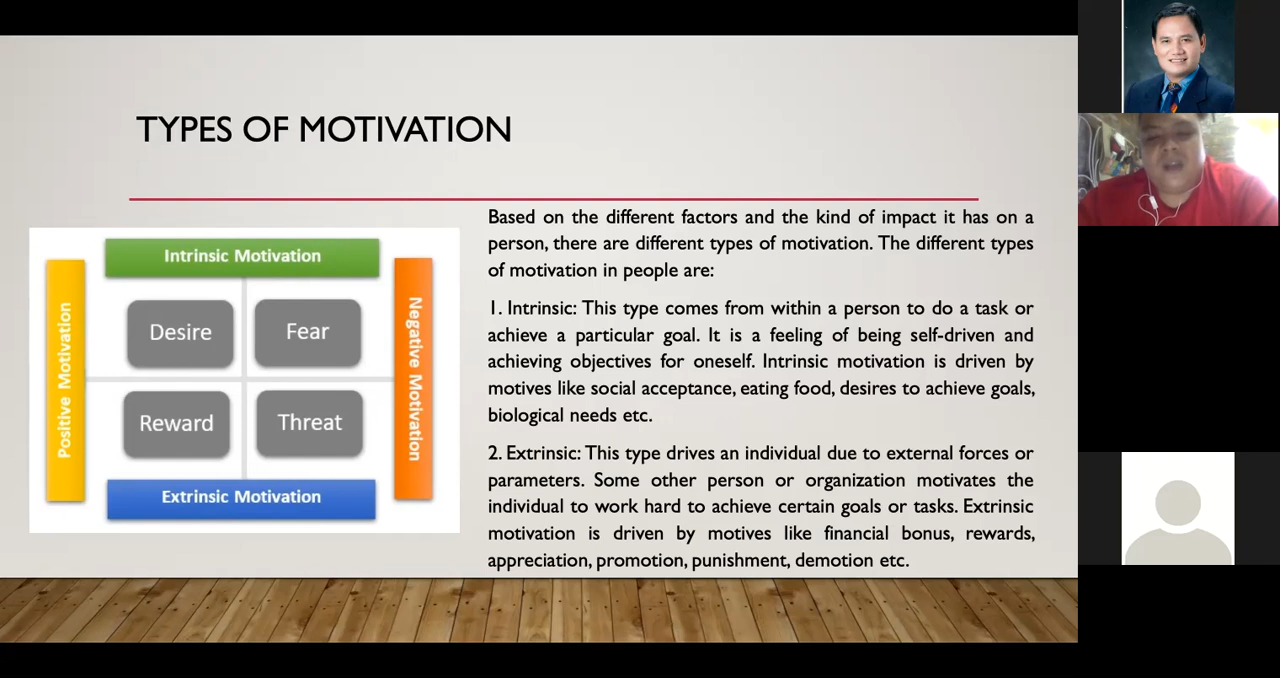 TYPES OF MOTIVATION
Intrinsic Motivation
Positive Motivation
Desire
Fear
Negative Motivation
Reward
Threat
Extrinsic Motivation
Based on the different factors and the kind of impact it has on a
person, there are different types of motivation. The different types
of motivation in people are:
1. Intrinsic: This type comes from within a person to do a task or
achieve a particular goal. It is a feeling of being self-driven and
achieving objectives for oneself. Intrinsic motivation is driven by
motives like social acceptance, eating food, desires to achieve goals,
biological needs etc.
2. Extrinsic: This type drives an individual due to external forces or
parameters. Some other person or organization motivates the
individual to work hard to achieve certain goals or tasks. Extrinsic
motivation is driven by motives like financial bonus, rewards,
appreciation, promotion, punishment, demotion etc.